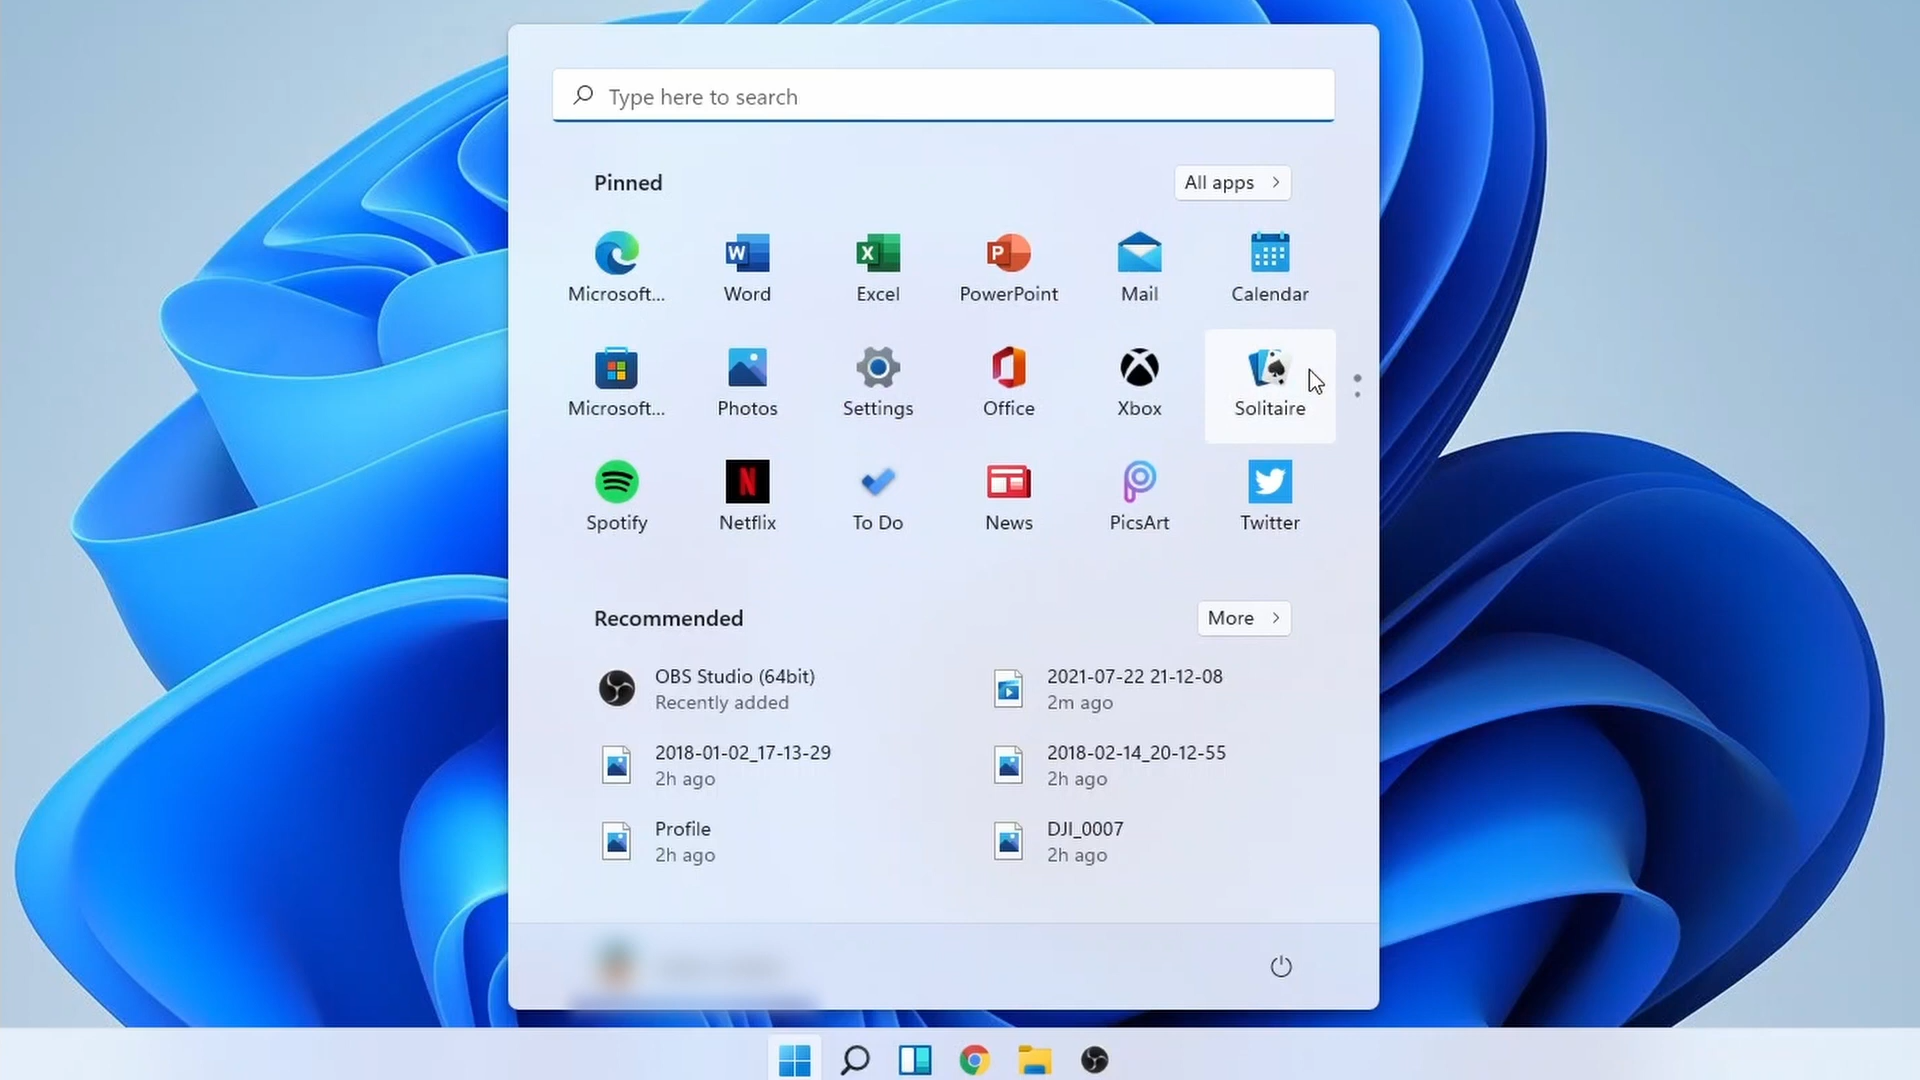 Type here to search
Pinned
All apps
Microsoft...
Word
Excel
PowerPoint
Mail
Calendar
Microsoft...
Photos
Settings
Office
Xbox
Solitaire
Spotify
Netflix
To Do
News
PicsArt
Twitter
Recommended
More
OBS Studio (64bit)
Recently added
2021-07-22 21-12-08
2m ago
2018-01-02_17-13-29
2h ago
2018-02-14_20-12-55
2h ago
Profile
2h ago
DJI_0007
2h ago